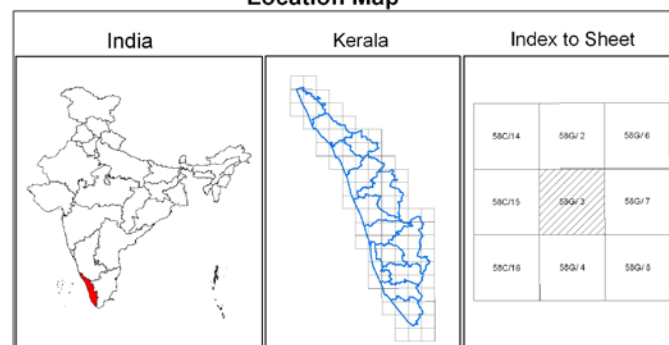 Location Map
India
Kerala
Index to Sheet
58C/14
58G/ 2
58G/ 6
58C/15
58G/ 3
58G/ 7
58C/16
58G/ 4
58G/ 8